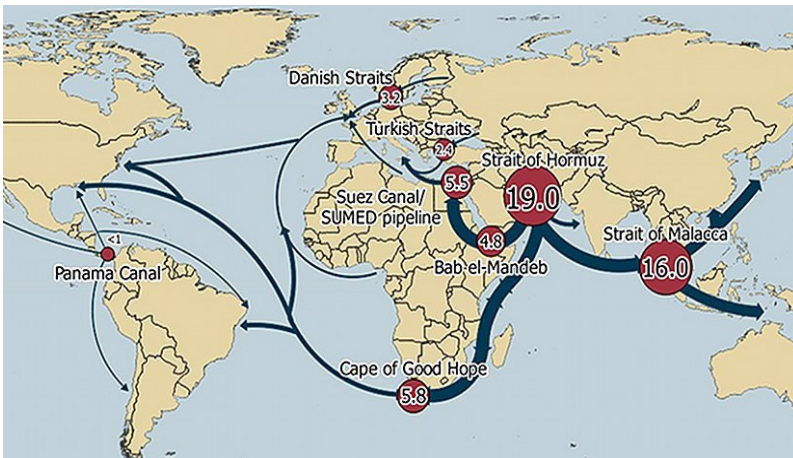 Danish Straits
3.2
Turkish Straits
2.4
Strait of Hormuz
19.0
5.5
Suez Canal/
SUMED pipeline
4.8
Bab-el-Mandeb
Strait of Malacca
16.0
<1
Panama Canal
Cape of Good Hope
5.8